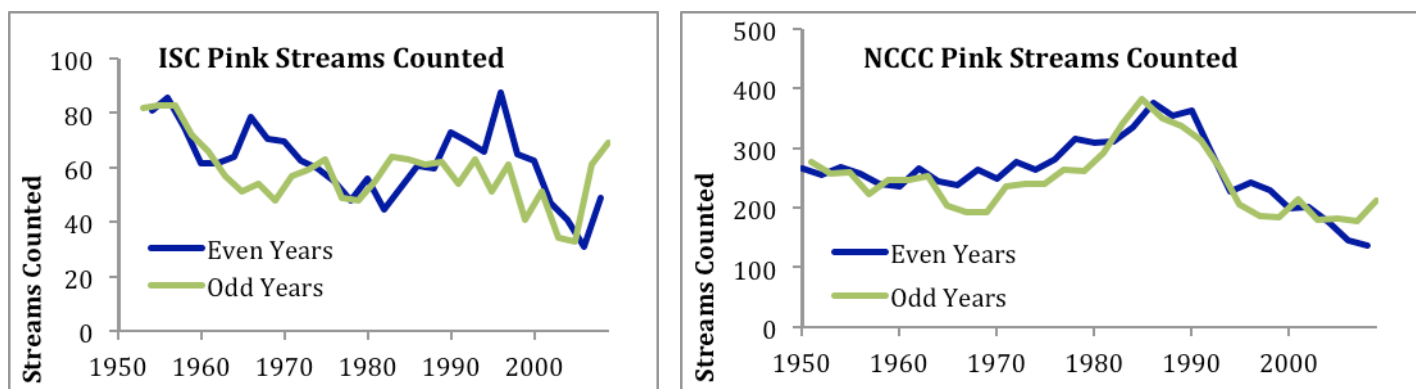 ISC Pink Streams Counted
Streams Counted
100
80
60
40
20
0
Even Years
Odd Years
1950 1960 1970 1980 1990 2000
NCCC Pink Streams Counted
Streams Counted
500
400
300
200
100
0
Even Years
Odd Years
1950 1960 1970 1980 1990 2000